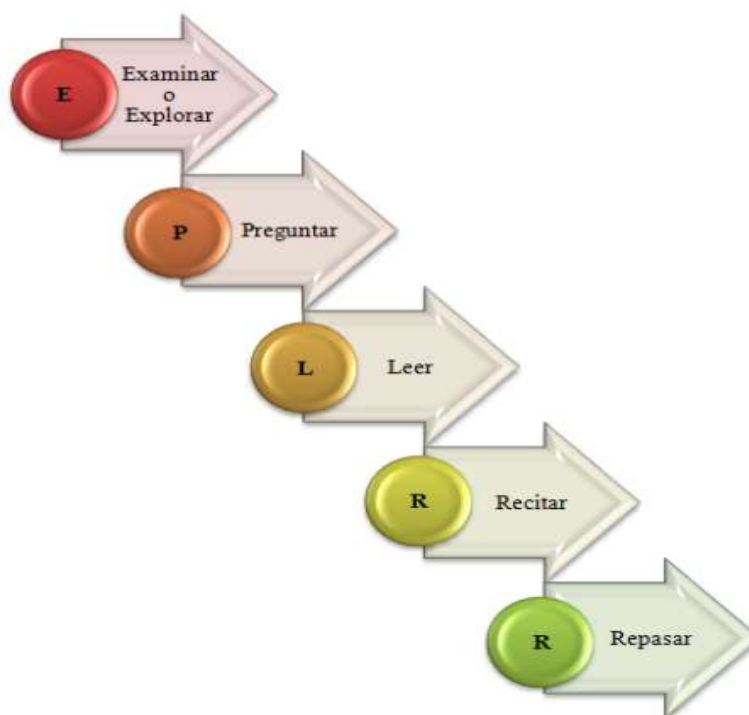 E
Examinar
o
Explorar
P
Preguntar
L
Leer
R
Recitar
R
Repasar